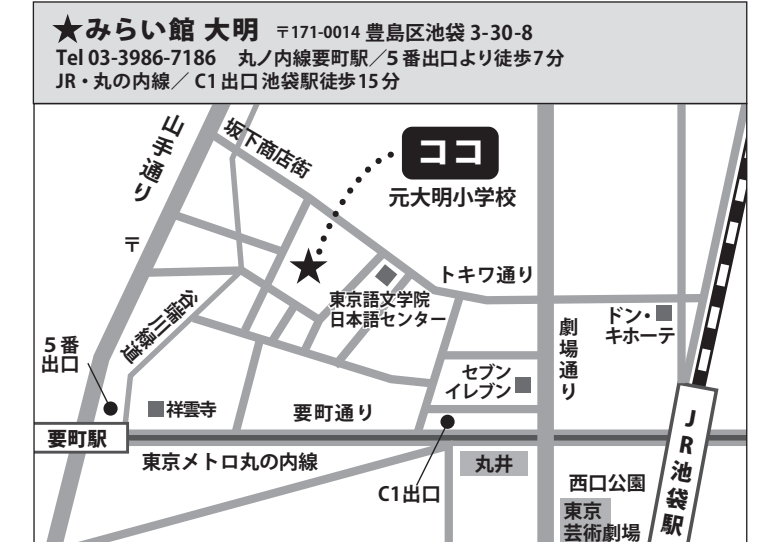 ★みらい館 大明 〒171-0014 豊島区池袋 3-30-8
Tel 03-3986-7186 丸ノ内線要町駅／5番出口より徒歩7分
JR・丸の内線／ C1出口池袋駅徒歩15分
山手通り
坂下商店街
ココ
元大明小学校
〒
トキワ通り
東京語文学院
日本語センター
谷端川緑道
劇場通り
ドン・
キホーテ
5番
出口
セブン
イレブン
祥雲寺
要町通り
要町駅
東京メトロ丸の内線
丸井
C1出口
西口公園
東京
芸術劇場
JR池袋駅